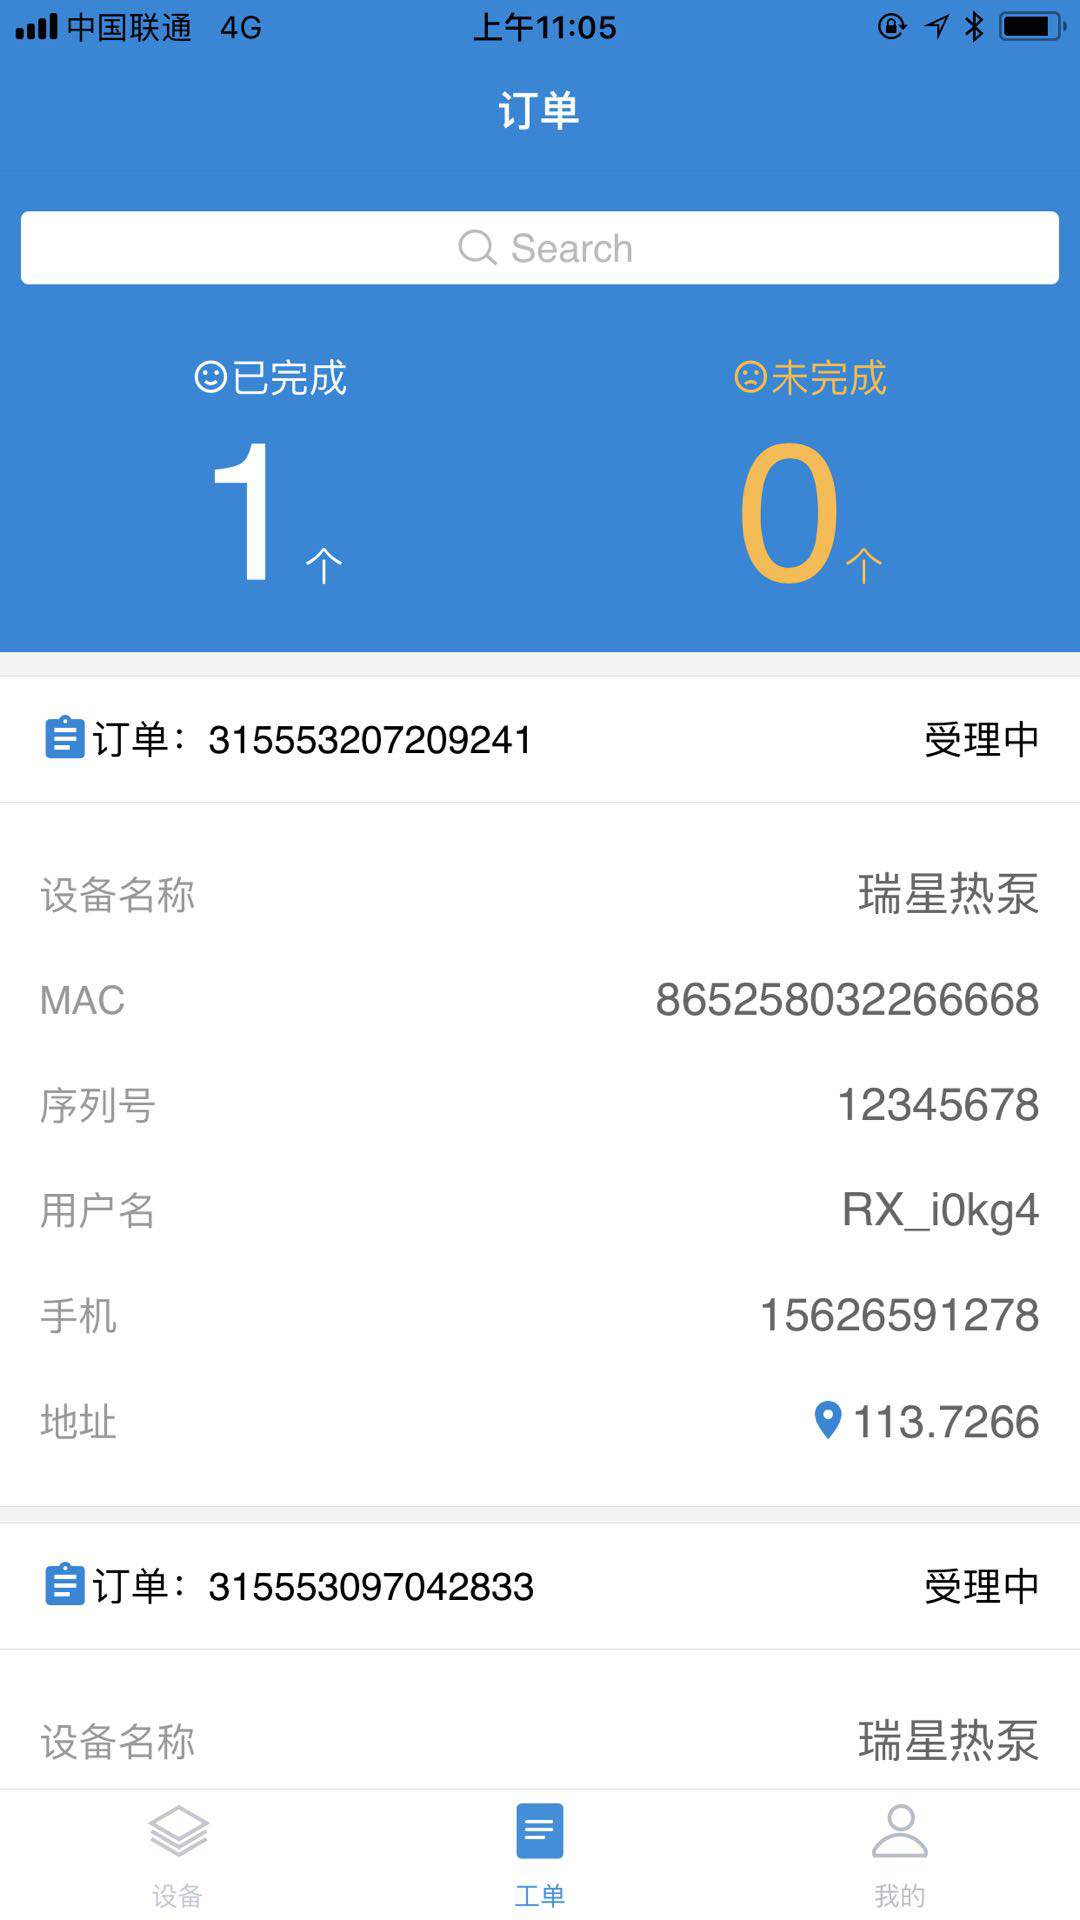 中国联通 4G 上午11:05
订单
Search
已完成 未完成
1个 0个
订单：315553207209241 受理中
设备名称 瑞星热泵
MAC 865258032266668
序列号 12345678
用户名 RX_i0kg4
手机 15626591278
地址 113.7266
订单：315553097042833 受理中
设备名称 瑞星热泵
设备 工单 我的